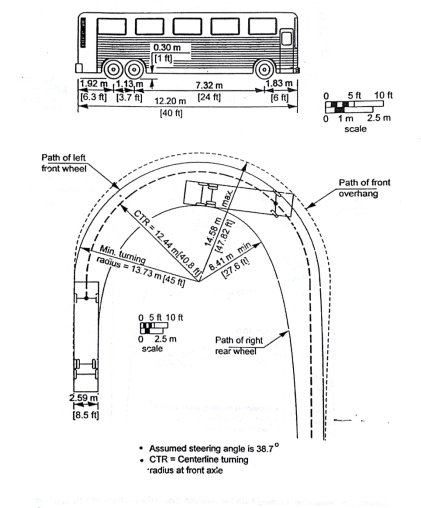 0.30 m
[1 ft]
1.92 m 1.13 m 7.32 m 1.83 m
[6.3 ft] [3.7 ft] [24 ft] [6 ft]
12.20 m
[40 ft]
0 5 ft 10 ft
0 1 m 2.5 m
scale
Path of left
front wheel
Path of front
overhang
CTR = 12.44 m[40.8 ft]
14.58 m max.
[47.82 ft]
Min. turning
radius = 13.73 m[45 ft]
8.41 m min
[27.6 ft]
0 5 ft 10 ft
0 2.5 m
scale
Path of right
rear wheel
2.59 m
[8.5 ft]
• Assumed steering angle is 38.7°
• CTR = Centerline turning
radius at front axle